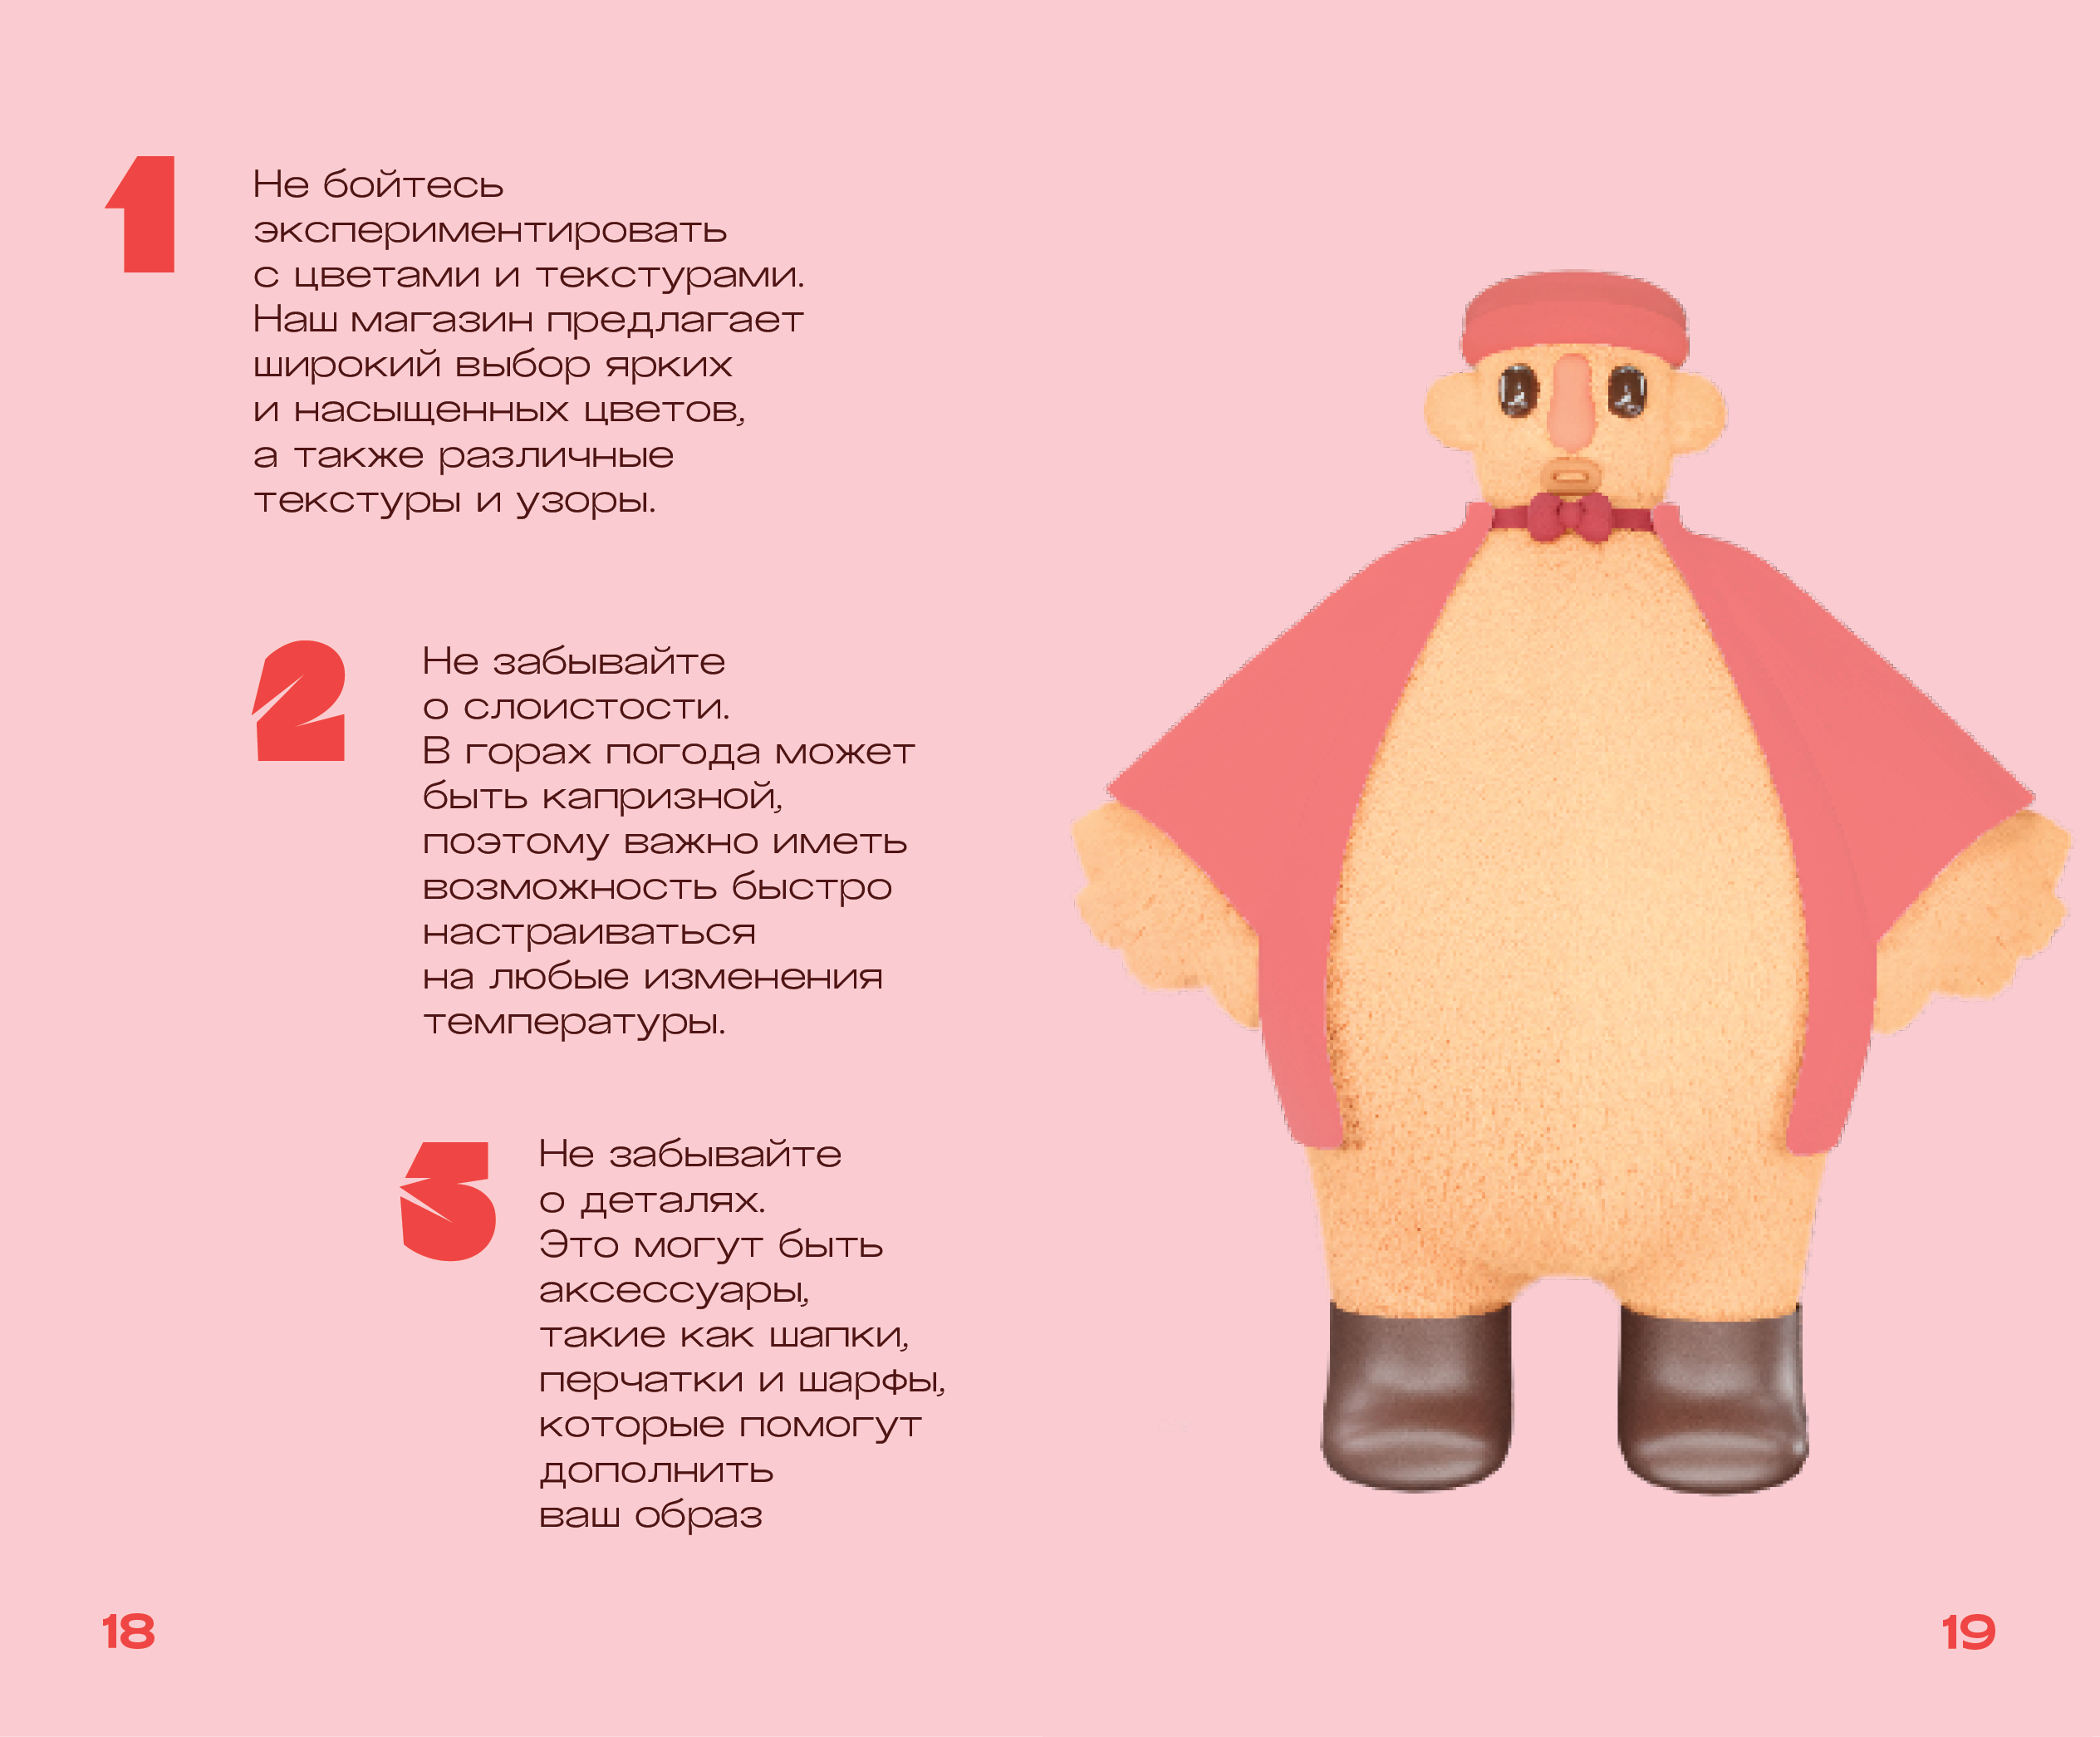 1
Не бойтесь
экспериментировать
с цветами и текстурами.
Наш магазин предлагает
широкий выбор ярких
и насыщенных цветов,
а также различные
текстуры и узоры.
2
Не забывайте
о слоистости.
В горах погода может
быть капризной,
поэтому важно иметь
возможность быстро
настраиваться
на любые изменения
температуры.
3
Не забывайте
о деталях.
Это могут быть
аксессуары,
такие как шапки,
перчатки и шарфы,
которые помогут
дополнить
ваш образ
18
19